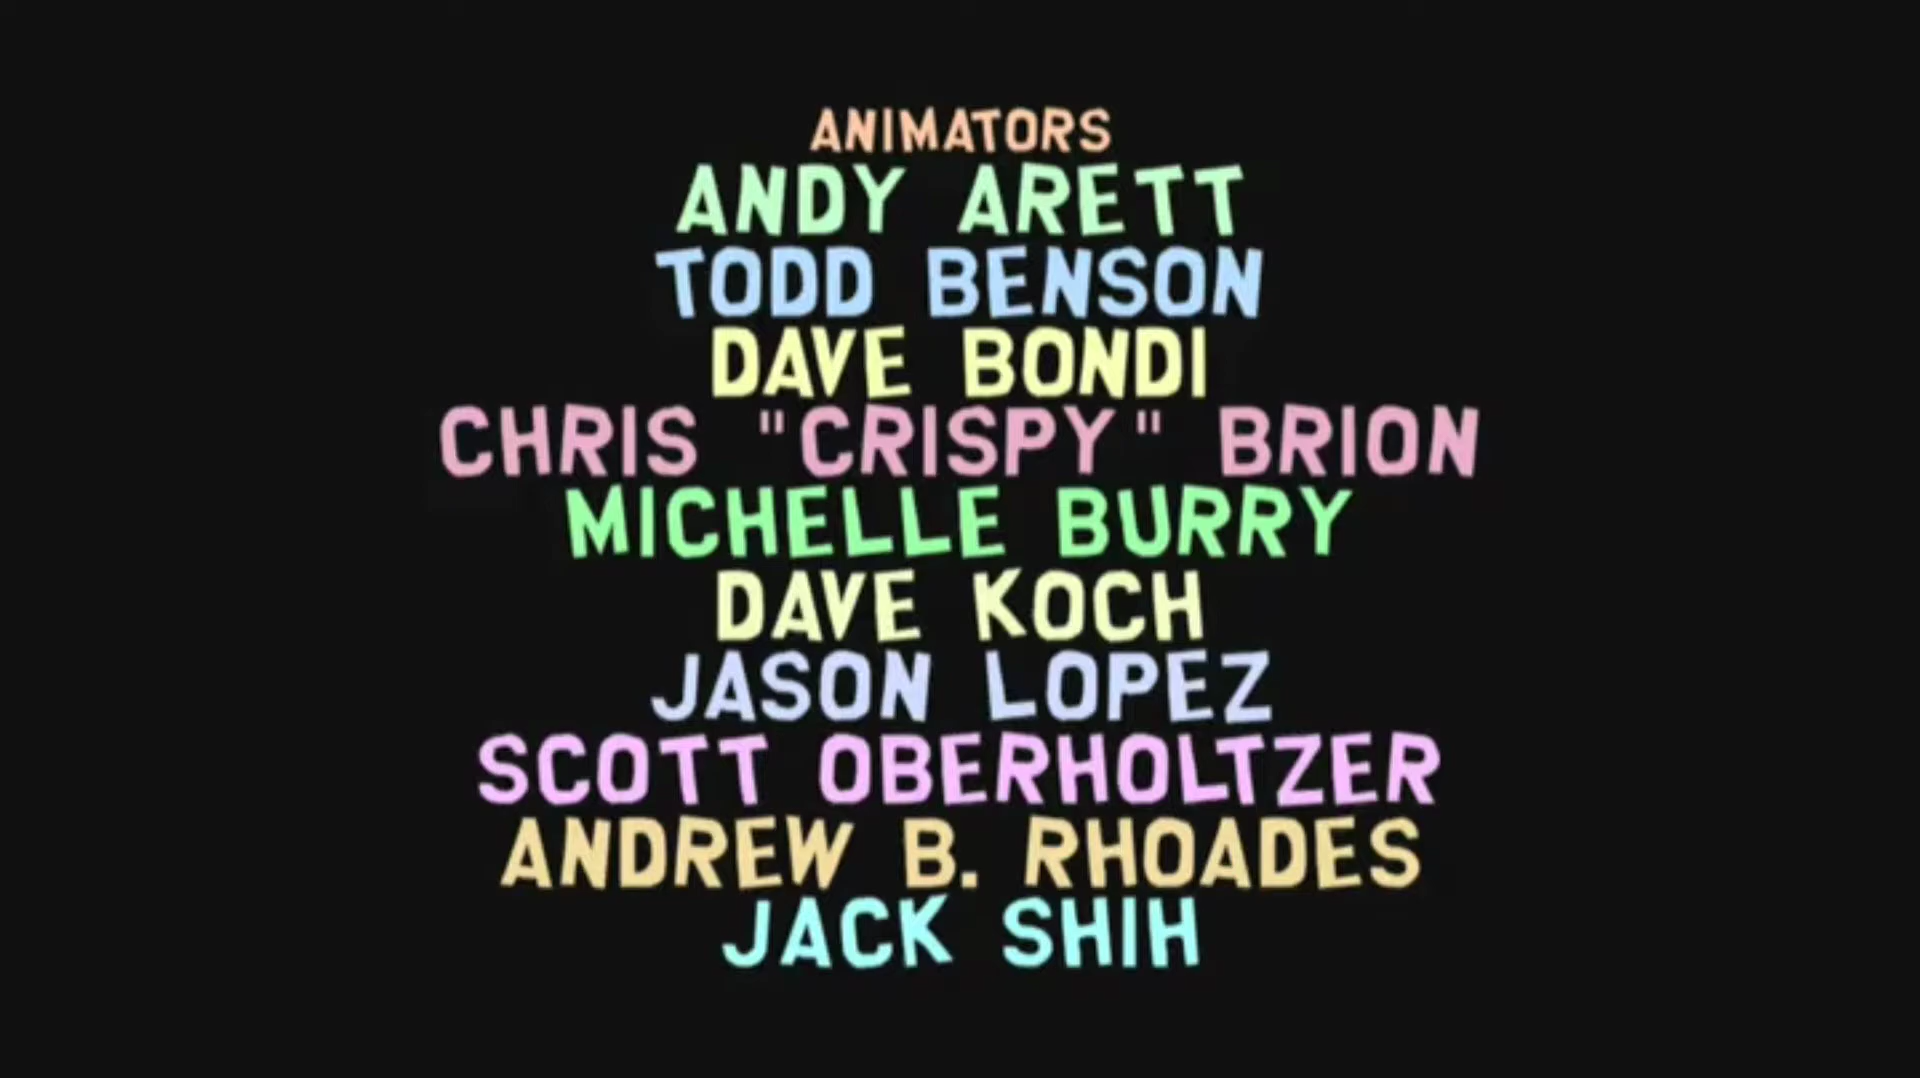 ANIMATORS
ANDY ARETT
TODD BENSON
DAVE BONDI
CHRIS "CRISPY" BRION
MICHELLE BURRY
DAVE KOCH
JASON LOPEZ
SCOTT OBERHOLTZER
ANDREW B. RHOADES
JACK SHIH